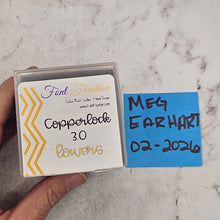 Font Fixation
Copperlock
30
lowers
MEG
EARHART
02-2026